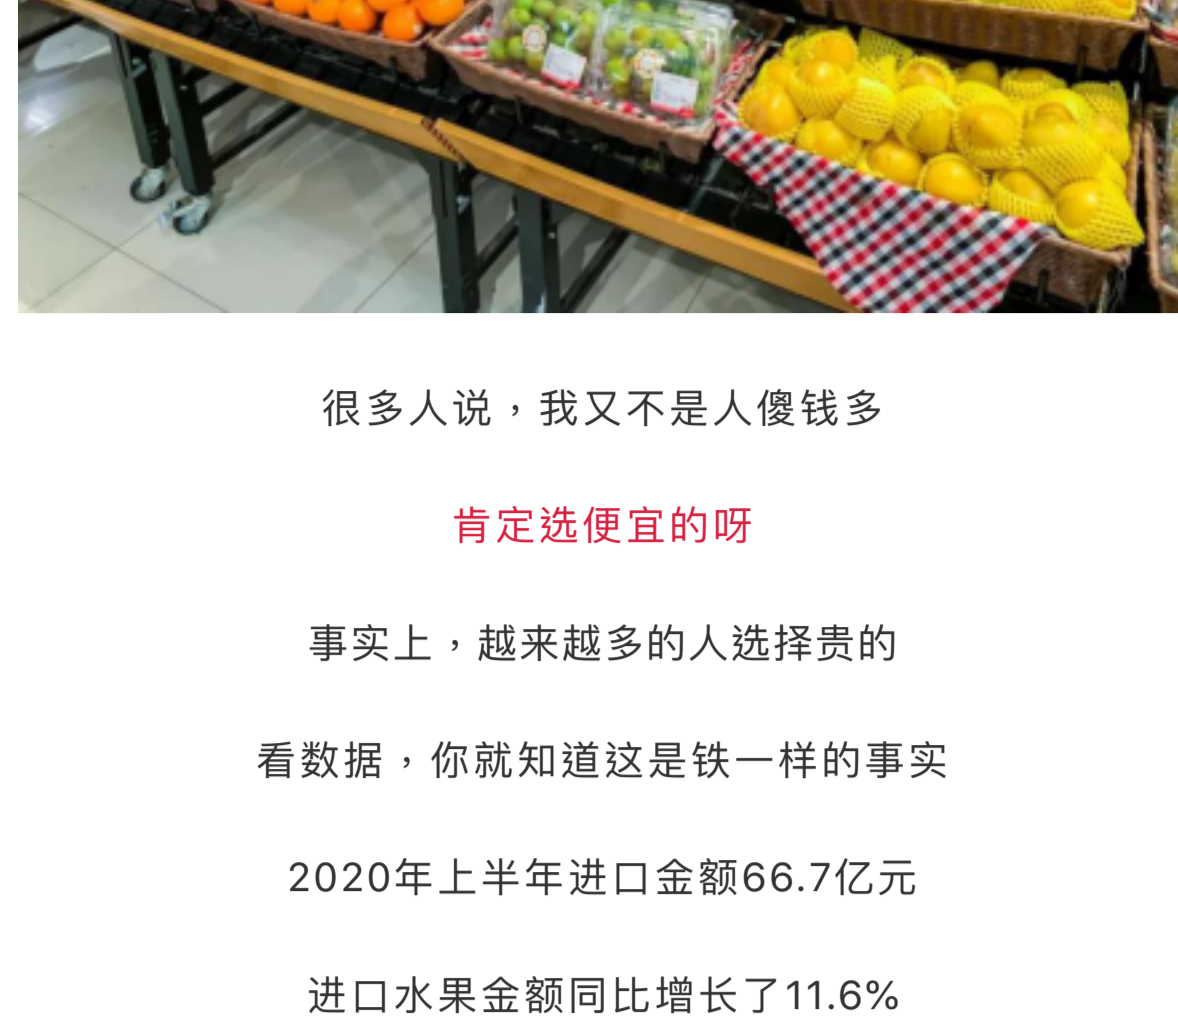 很多人说，我又不是人傻钱多
肯定选便宜的呀
事实上，越来越多的人选择贵的
看数据，你就知道这是铁一样的事实
2020年上半年进口金额66.7亿元
进口水果金额同比增长了11.6%